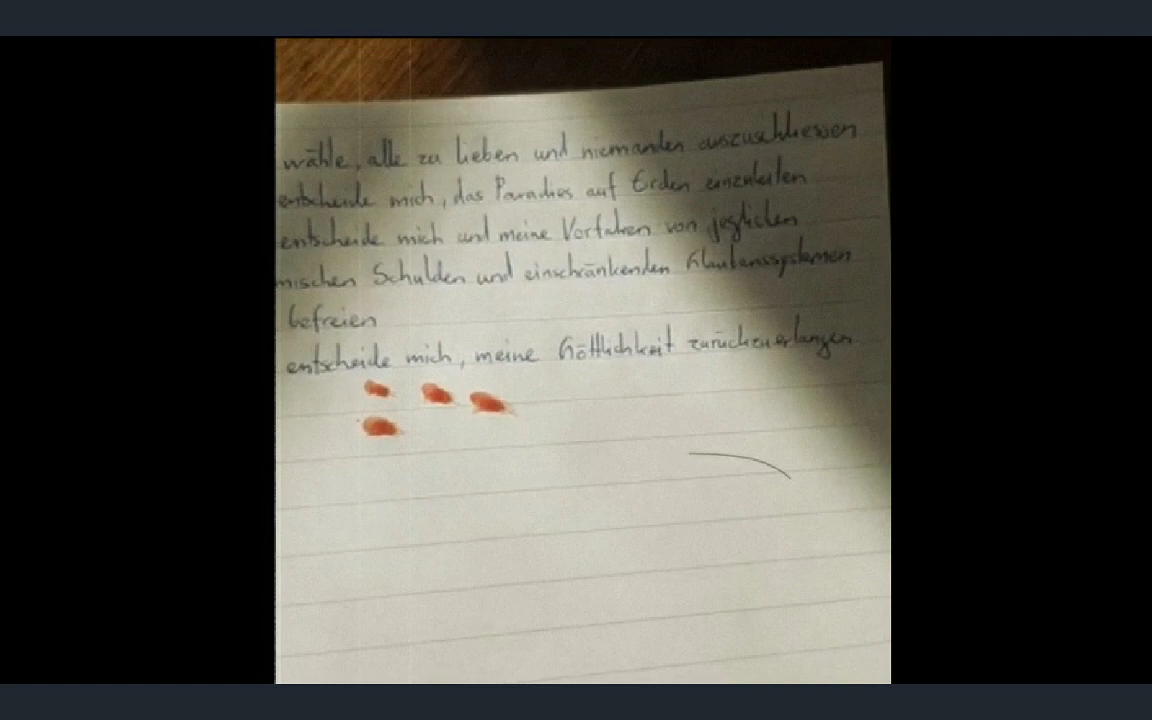 wähle, alle zu lieben und niemanden auszuschliessen
entscheide mich, das Paradies auf Erden einzuleiten
entscheide mich und meine Vorfahren von jeglichen
mischen Schulden und einschränkenden Glaubenssystemen
befreien
entscheide mich, meine Göttlichkeit zurückzuerlangen